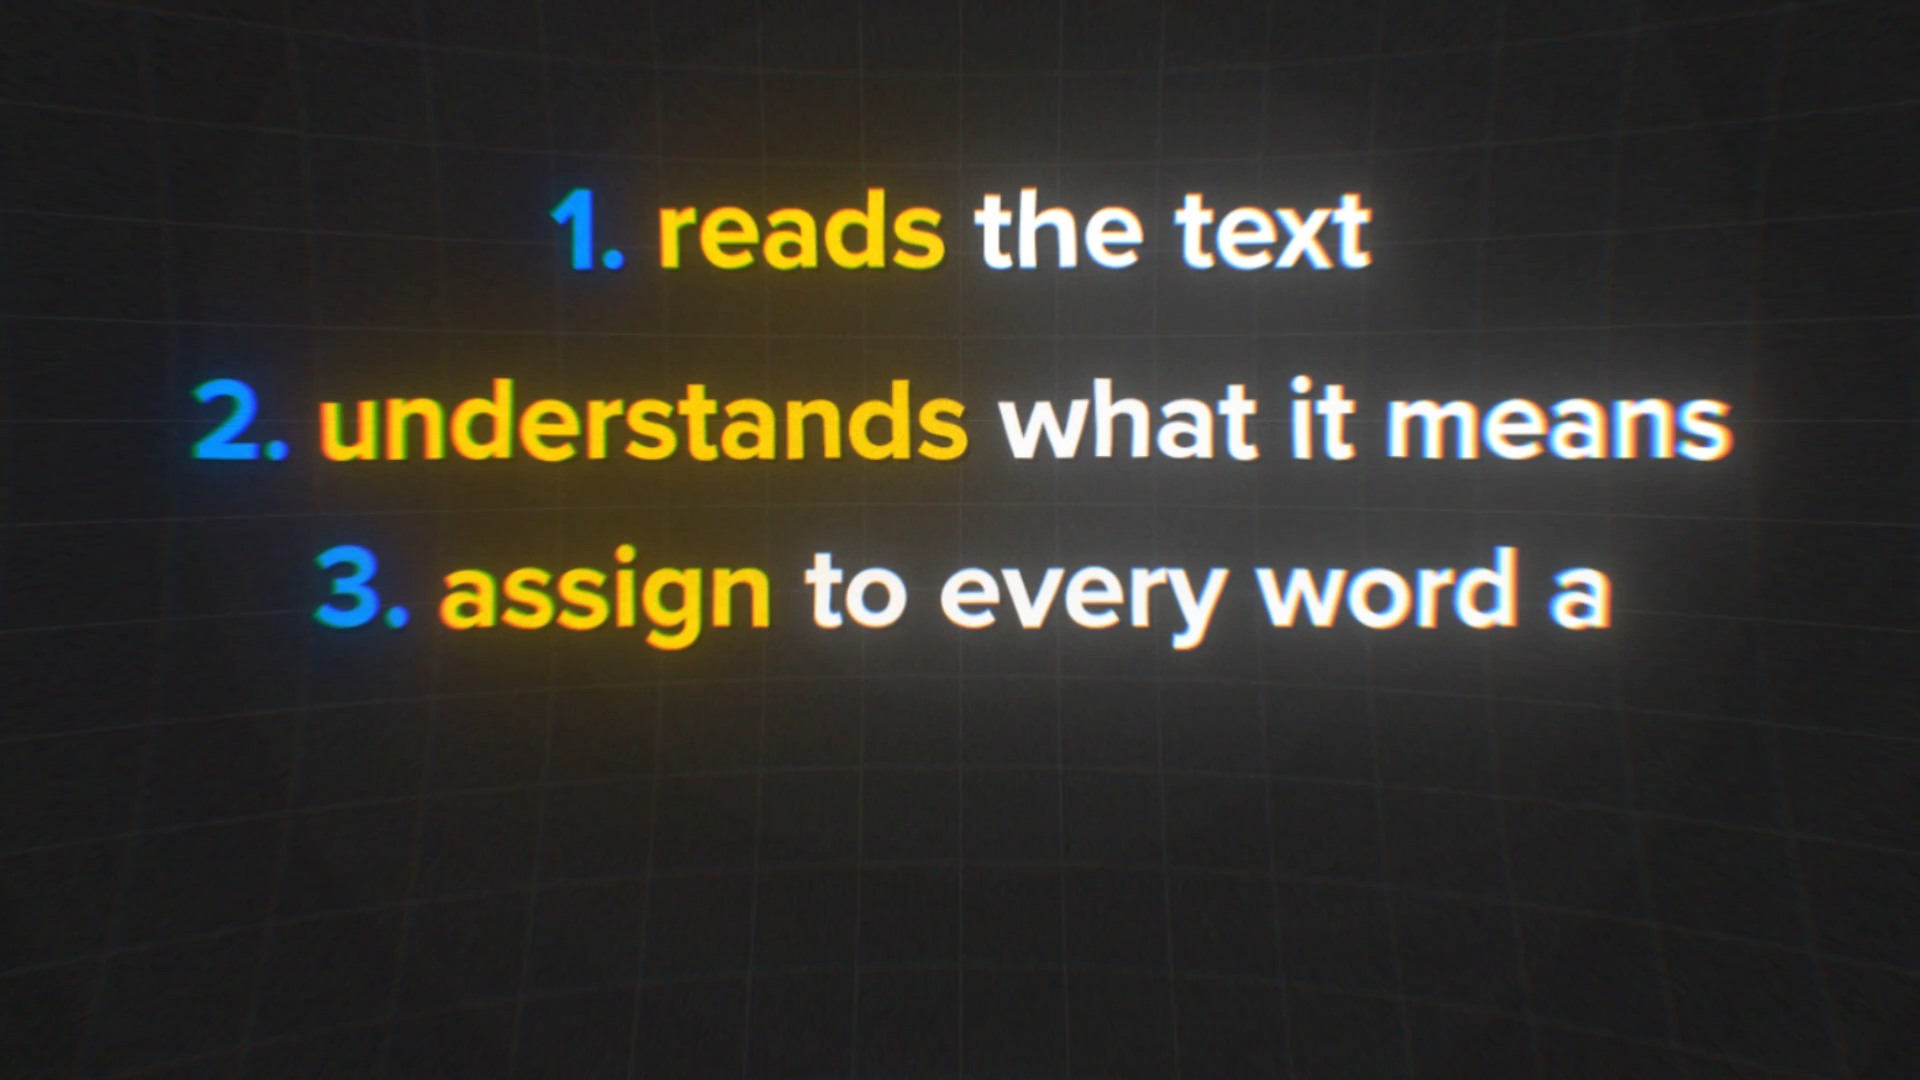 1. reads the text
2. understands what it means
3. assign to every word a